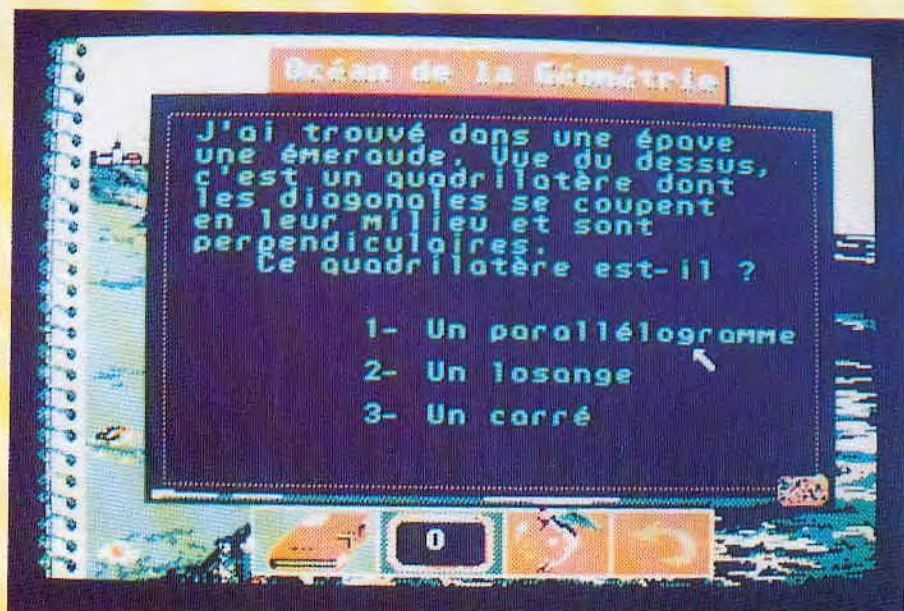 Océan de la Géométrie
J'ai trouvé dans une épave
une émeraude. Vue du dessus,
c'est un quadrilatère dont
les diagonales se coupent
en leur milieu et sont
perpendiculaires.
Ce quadrilatère est-il ?
1- Un parallélogramme
2- Un losange
3- Un carré
0